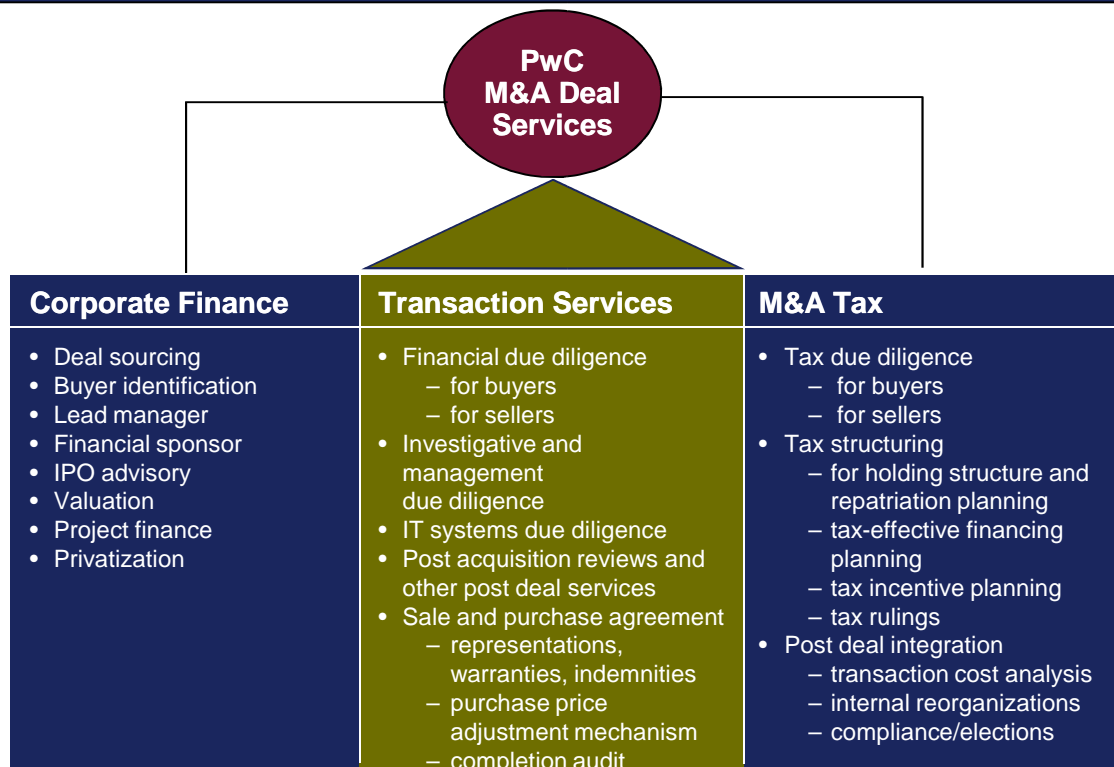 PwC
M&A Deal
Services
Corporate Finance
• Deal sourcing
• Buyer identification
• Lead manager
• Financial sponsor
• IPO advisory
• Valuation
• Project finance
• Privatization
Transaction Services
• Financial due diligence
– for buyers
– for sellers
• Investigative and
management
due diligence
• IT systems due diligence
• Post acquisition reviews and
other post deal services
• Sale and purchase agreement
– representations,
warranties, indemnities
– purchase price
adjustment mechanism
– completion audit
M&A Tax
• Tax due diligence
– for buyers
– for sellers
• Tax structuring
– for holding structure and
repatriation planning
– tax-effective financing
planning
– tax incentive planning
– tax rulings
• Post deal integration
– transaction cost analysis
– internal reorganizations
– compliance/elections